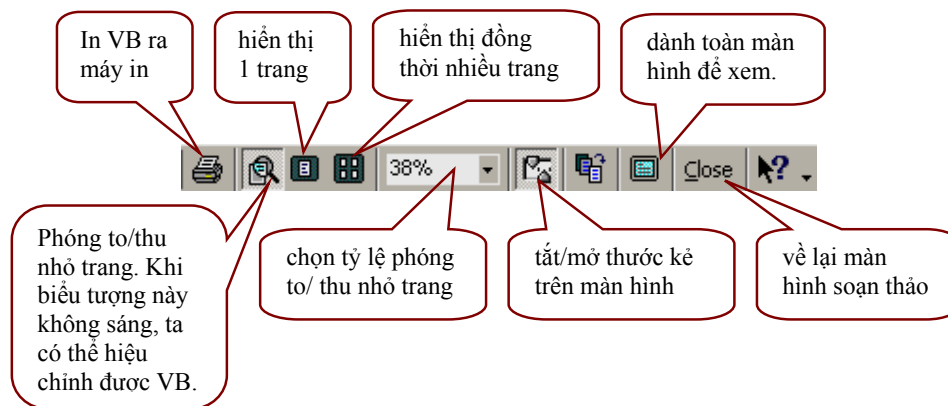 In VB ra
máy in
hiển thị
1 trang
hiển thị đồng
thời nhiều trang
dành toàn màn
hình để xem.
38%
Close
Phóng to/thu
nhỏ trang. Khi
biểu tượng này
không sáng, ta
có thể hiệu
chỉnh được VB.
chọn tỷ lệ phóng
to/ thu nhỏ trang
tắt/mở thước kẻ
trên màn hình
về lại màn
hình soạn thảo